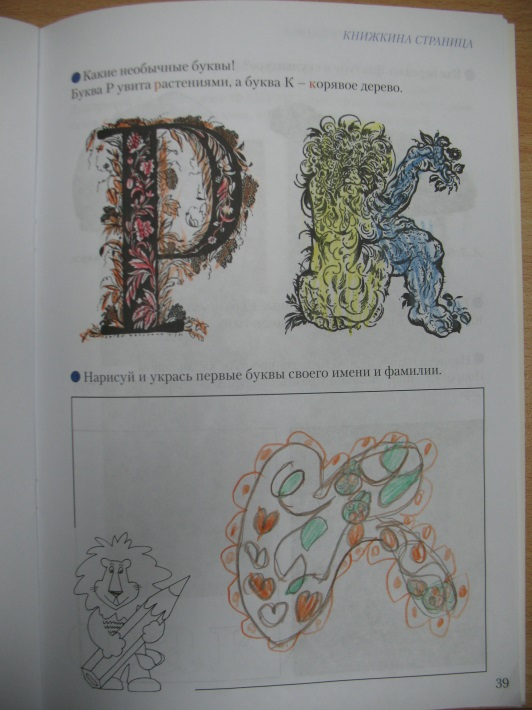 КНИЖКИНА СТРАНИЦА
Какие необычные буквы!
Буква Р увита растениями, а буква К – корявое дерево.
Р К
Нарисуй и укрась первые буквы своего имени и фамилии.
К
39